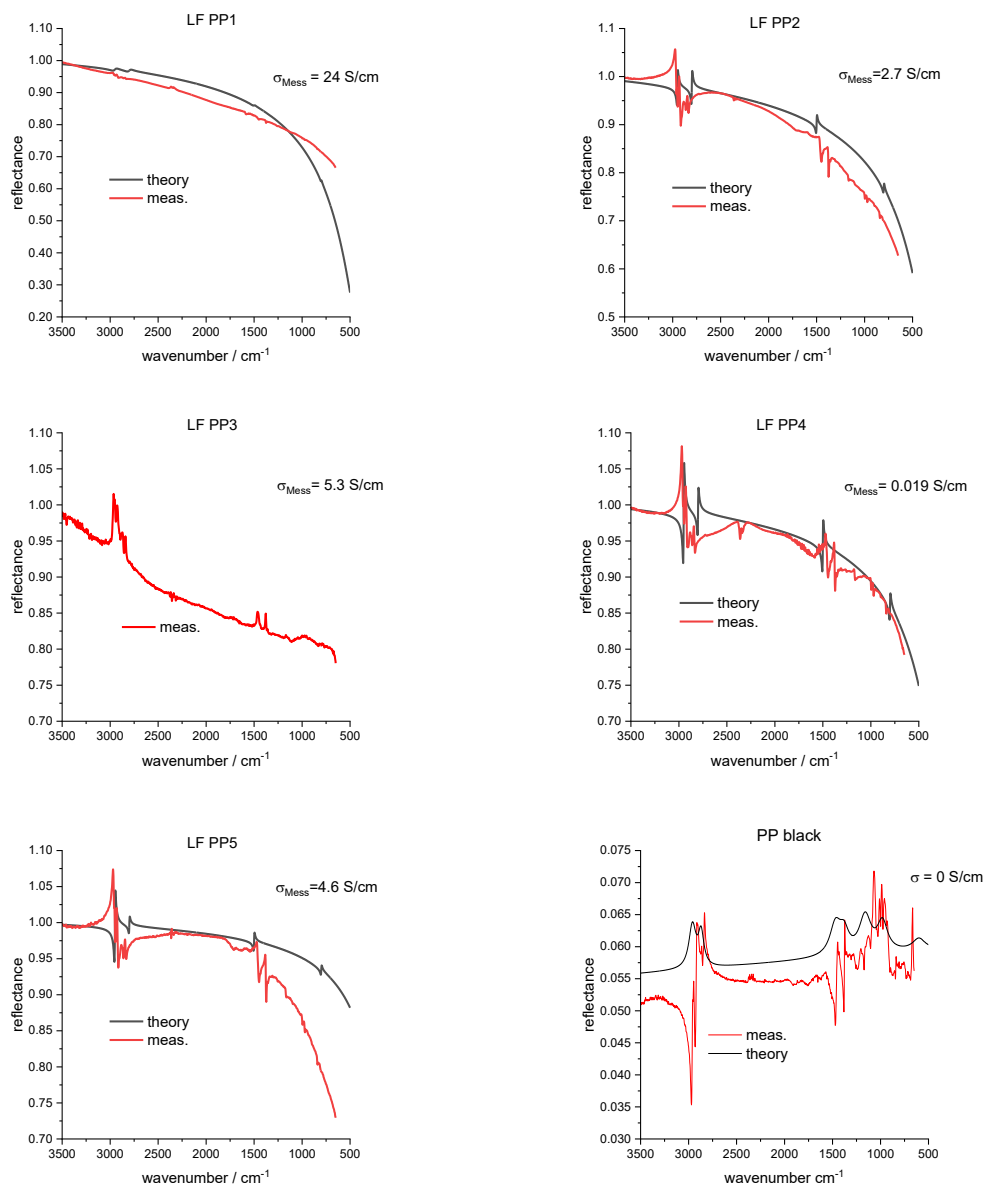 LF PP1
1.10
1.00
0.90
0.80
0.70
0.60
0.50
0.40
0.30
0.20
reflectance
σMess = 24 S/cm
theory
meas.
3500 3000 2500 2000 1500 1000 500
wavenumber / cm-1
LF PP2
1.1
1.0
0.9
0.8
0.7
0.6
0.5
reflectance
σMess=2.7 S/cm
theory
meas.
3500 3000 2500 2000 1500 1000 500
wavenumber / cm-1
LF PP3
1.10
1.05
1.00
0.95
0.90
0.85
0.80
0.75
0.70
reflectance
σMess= 5.3 S/cm
meas.
3500 3000 2500 2000 1500 1000 500
wavenumber / cm-1
LF PP4
1.10
1.05
1.00
0.95
0.90
0.85
0.80
0.75
0.70
reflectance
σMess= 0.019 S/cm
theory
meas.
3500 3000 2500 2000 1500 1000 500
wavenumber / cm-1
LF PP5
1.10
1.05
1.00
0.95
0.90
0.85
0.80
0.75
0.70
reflectance
σMess=4.6 S/cm
theory
meas.
3500 3000 2500 2000 1500 1000 500
wavenumber / cm-1
PP black
0.075
0.070
0.065
0.060
0.055
0.050
0.045
0.040
0.035
0.030
reflectance
σ = 0 S/cm
meas.
theory
3500 3000 2500 2000 1500 1000 500
wavenumber cm-1